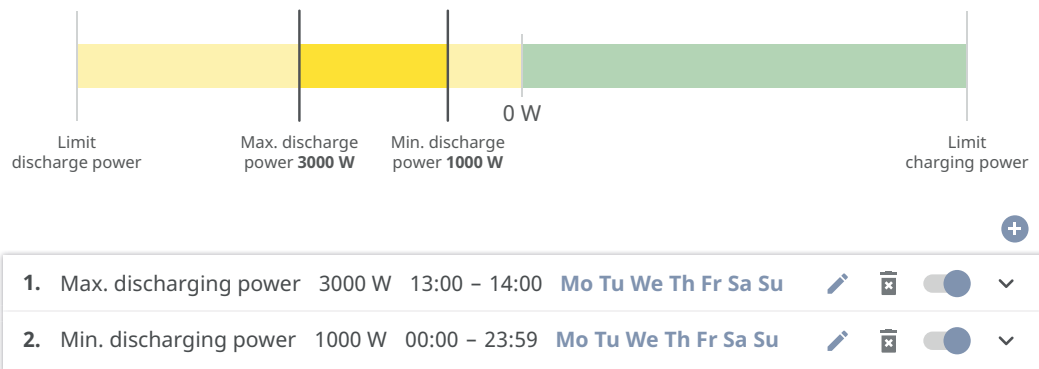 0 W
Limit
discharge power
Max. discharge
power 3000 W
Min. discharge
power 1000 W
Limit
charging power
1. Max. discharging power 3000 W 13:00 – 14:00 Mo Tu We Th Fr Sa Su
2. Min. discharging power 1000 W 00:00 – 23:59 Mo Tu We Th Fr Sa Su